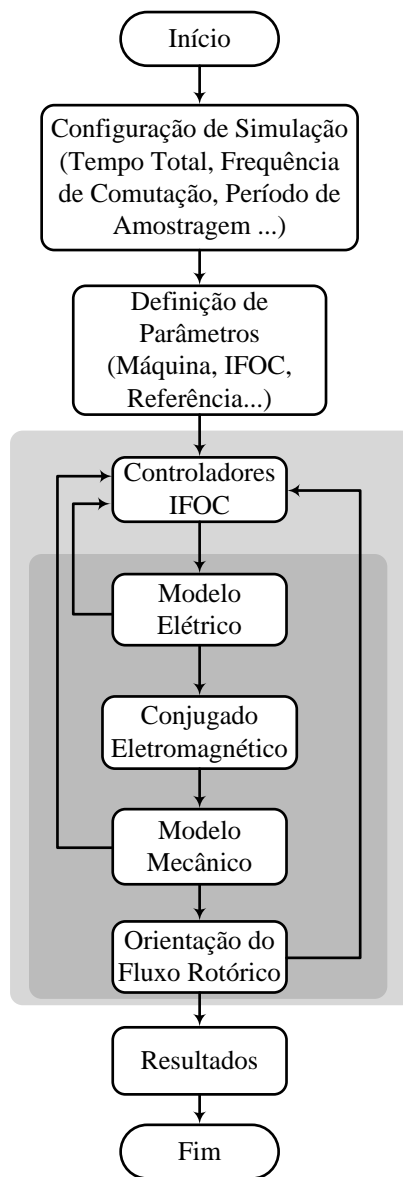 Início
Configuração de Simulação
(Tempo Total, Frequência
de Comutação, Período de
Amostragem ...)
Definição de
Parâmetros
(Máquina, IFOC,
Referência...)
Controladores
IFOC
Modelo
Elétrico
Conjugado
Eletromagnético
Modelo
Mecânico
Orientação do
Fluxo Rotórico
Resultados
Fim